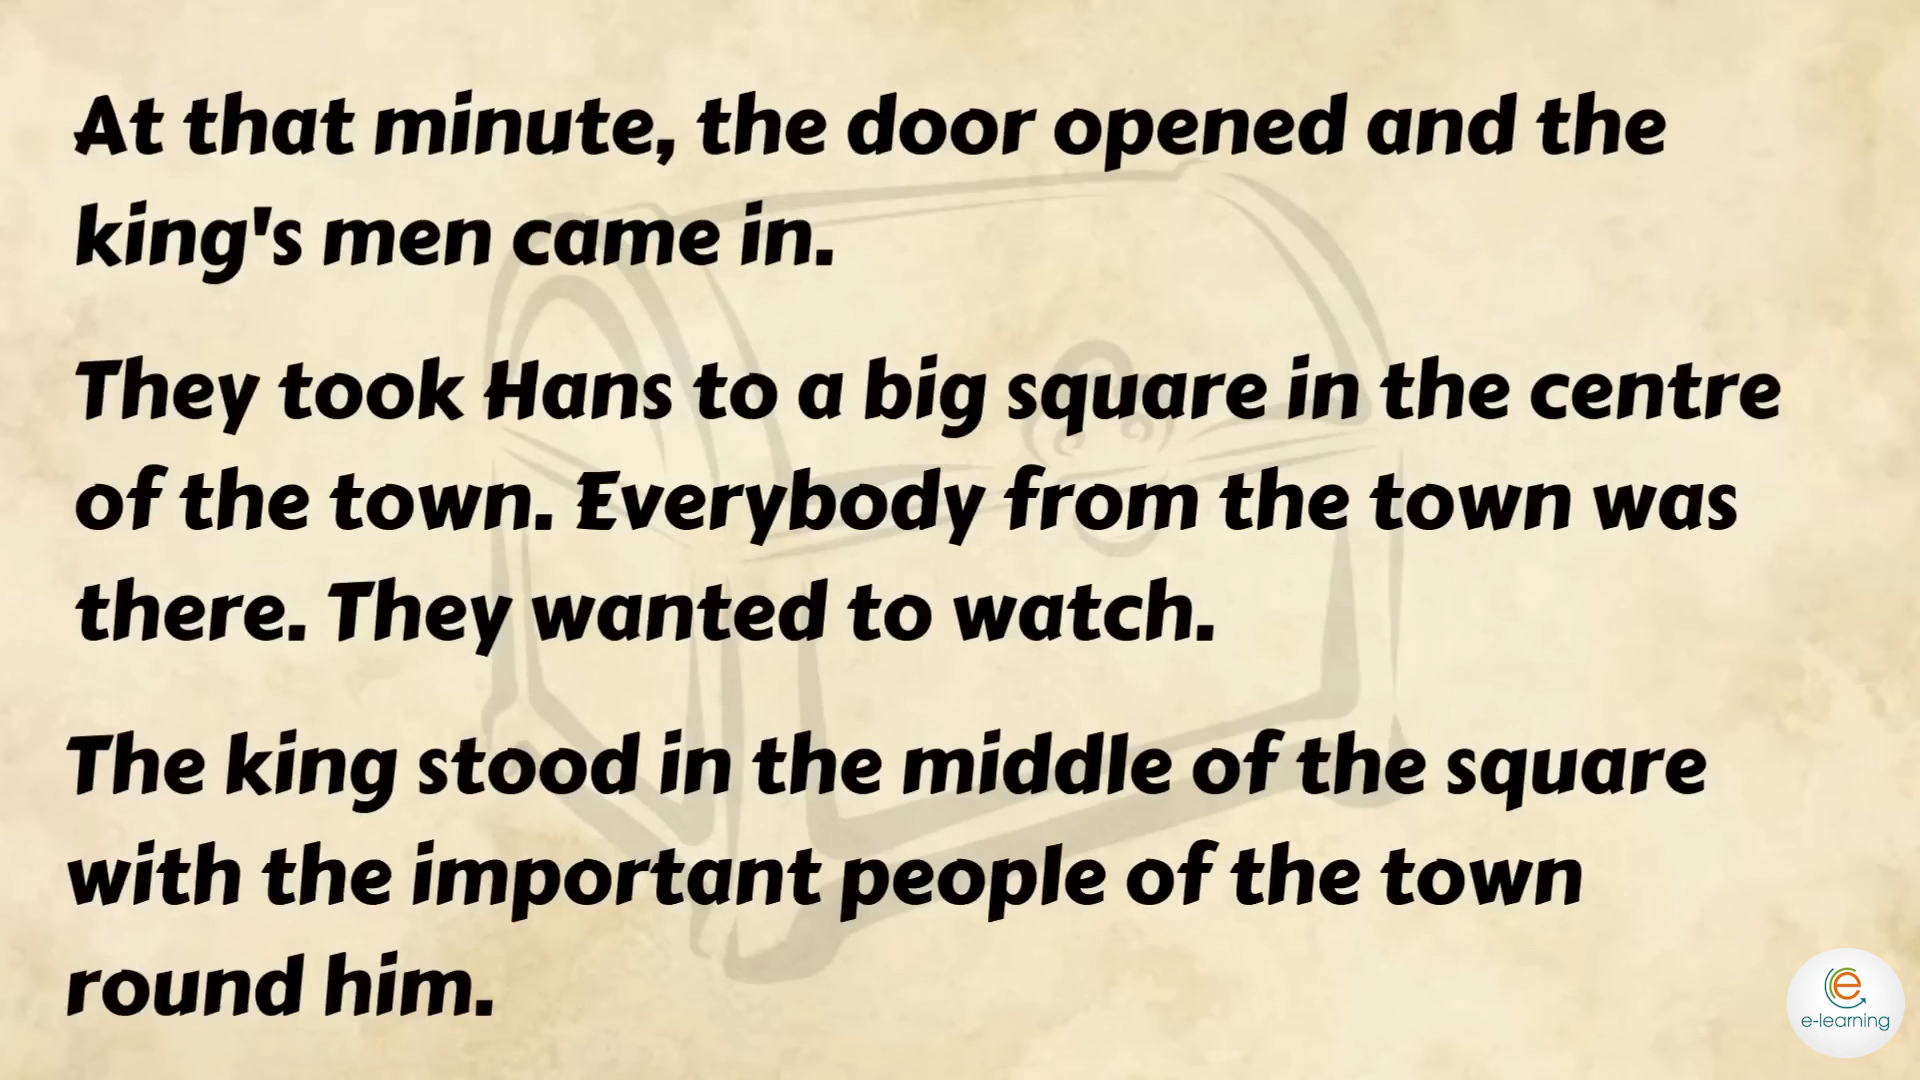 At that minute, the door opened and the
king's men came in.
They took Hans to a big square in the centre
of the town. Everybody from the town was
there. They wanted to watch.
The king stood in the middle of the square
with the important people of the town
round him.
e
e-learning